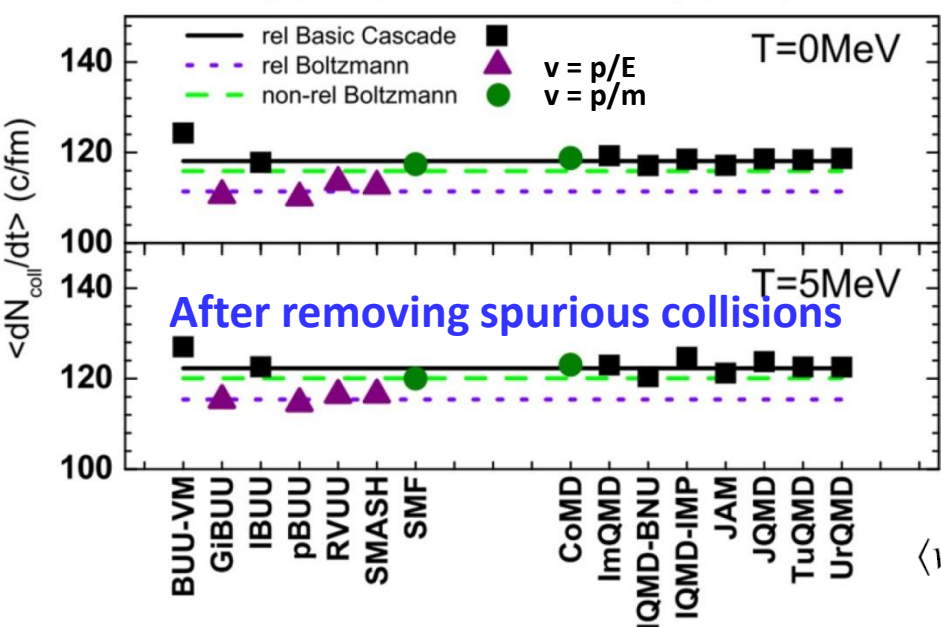 rel Basic Cascade
rel Boltzmann
non-rel Boltzmann
v = p/E
v = p/m
T=0MeV
140
120
100
<dN_coll/dt> (c/fm)
T=5MeV
After removing spurious collisions
140
120
100
BUU-VM
GiBUU
IBUU
pBUU
RVUU
SMASH
SMF
CoMD
ImQMD
IQMD-BNU
IQMD-IMP
JAM
JQMD
TuQMD
UrQMD